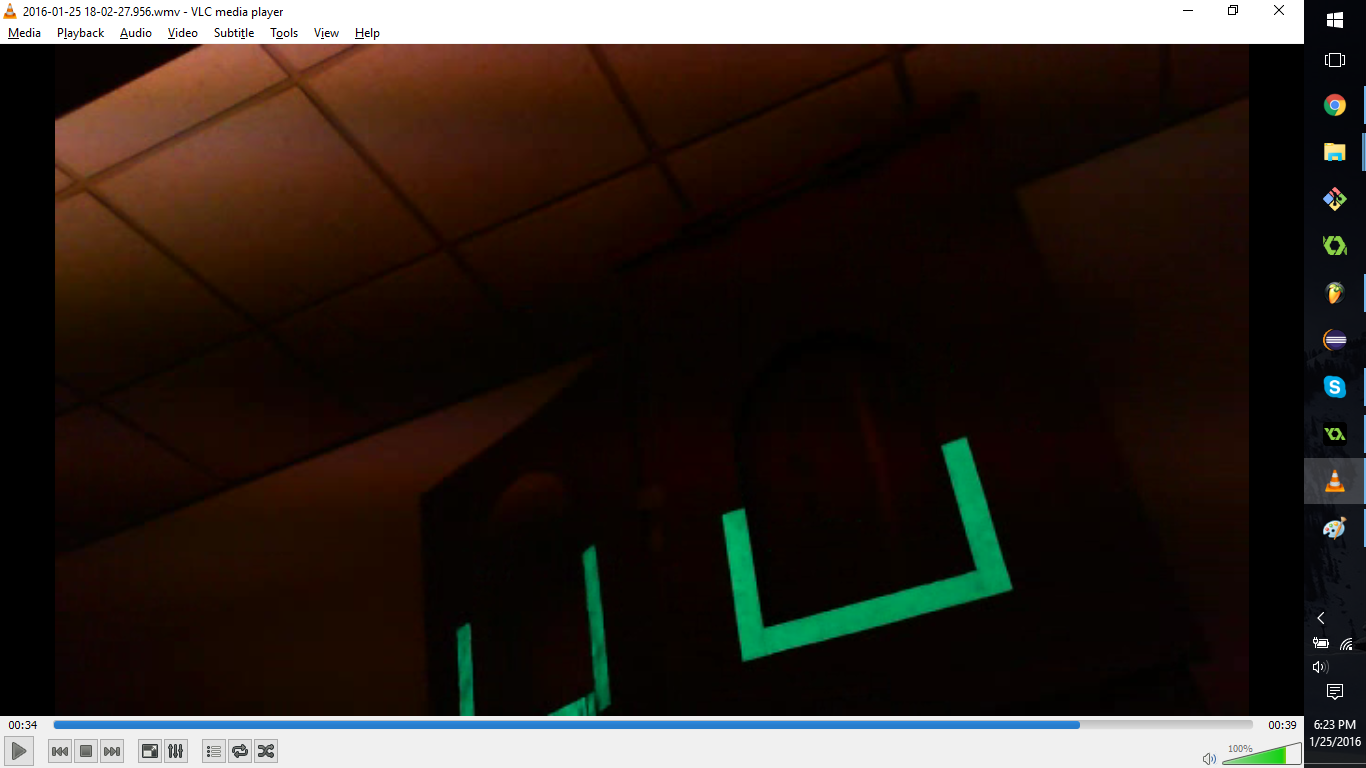 2016-01-25 18-02-27.956.wmv - VLC media player
Media Playback Audio Video Subtitle Tools View Help
00:34
00:39
100%
6:23 PM
1/25/2016